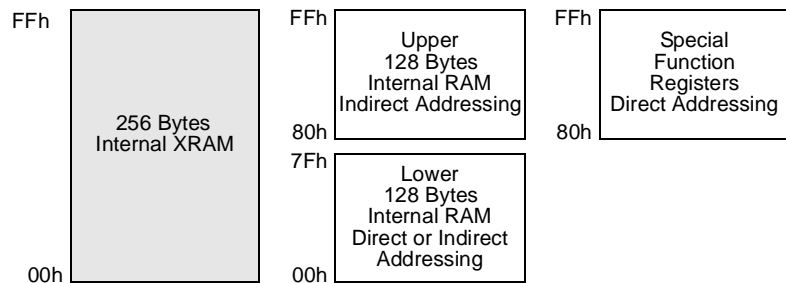 FFh
256 Bytes
Internal XRAM
00h
FFh
Upper
128 Bytes
Internal RAM
Indirect Addressing
80h
7Fh
Lower
128 Bytes
Internal RAM
Direct or Indirect
Addressing
00h
FFh
Special
Function
Registers
Direct Addressing
80h